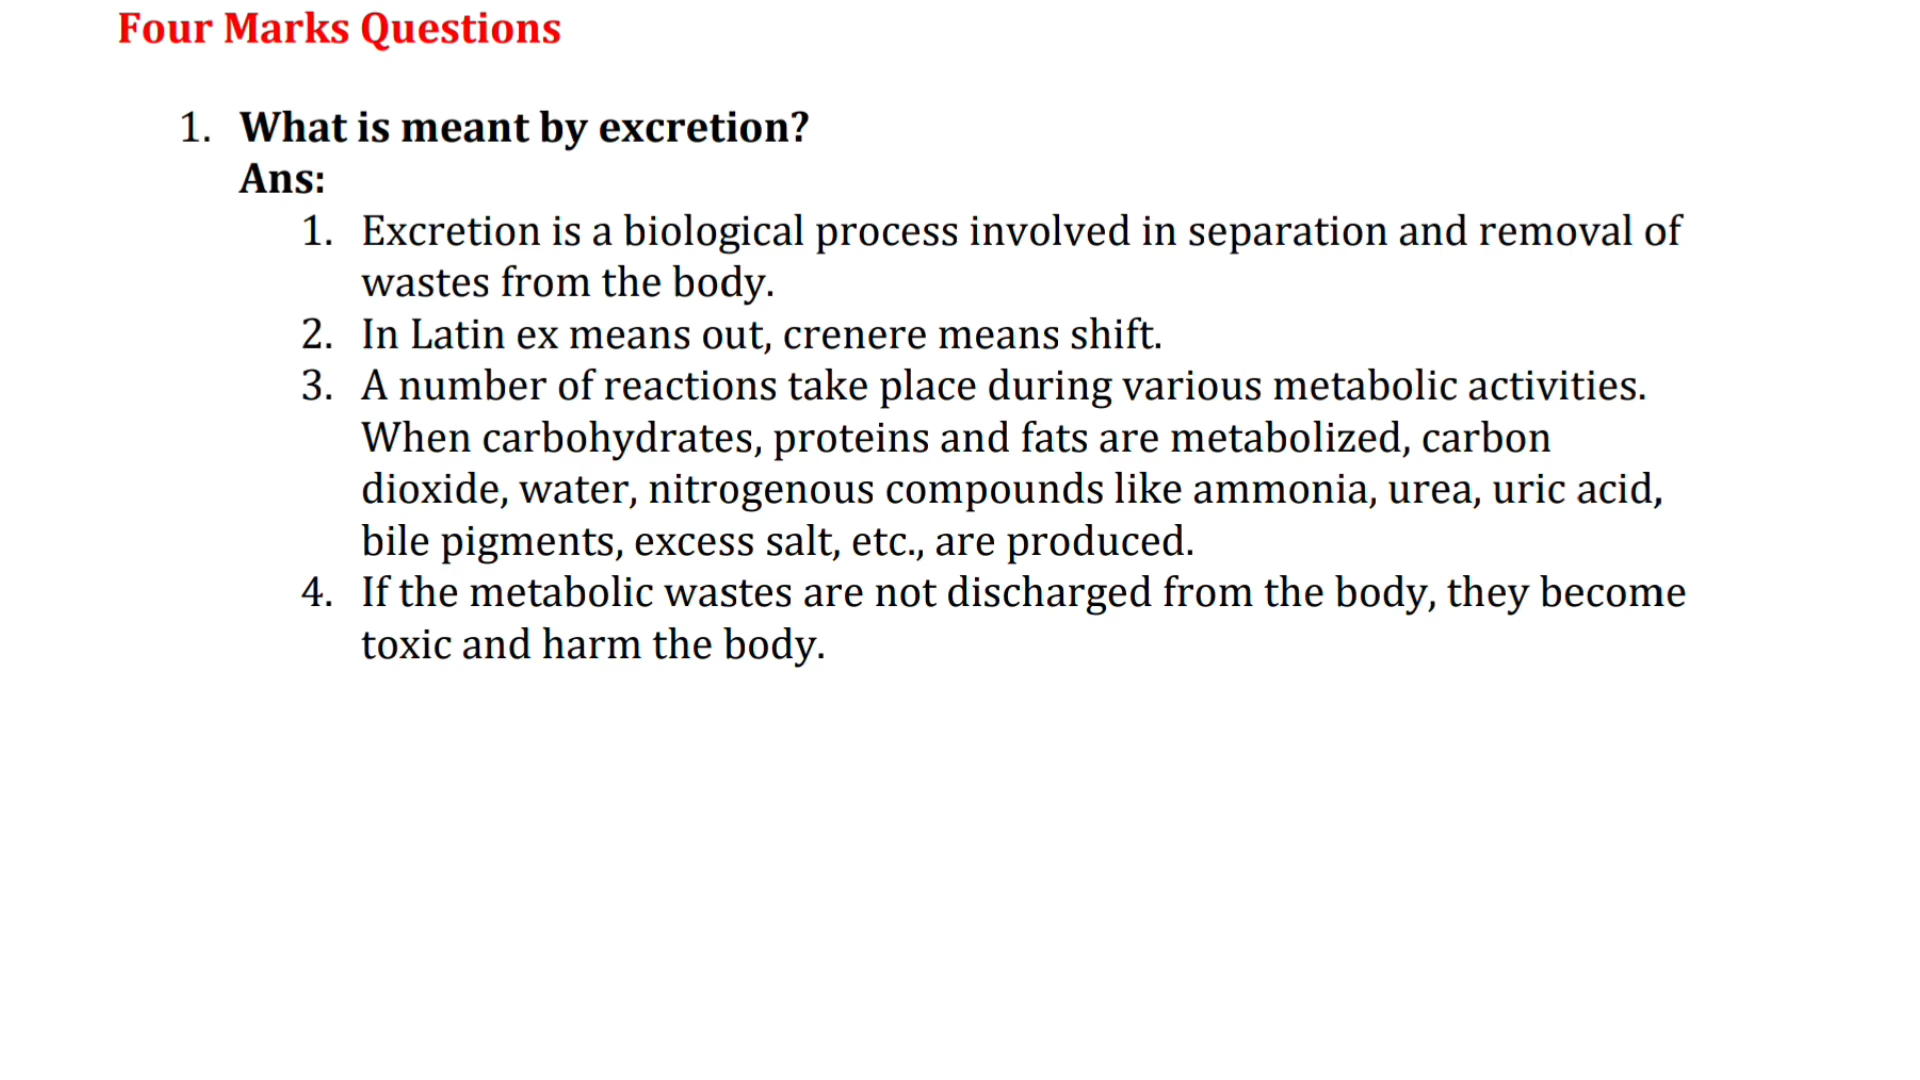 Four Marks Questions
1. What is meant by excretion?
Ans:
1. Excretion is a biological process involved in separation and removal of
wastes from the body.
2. In Latin ex means out, crenere means shift.
3. A number of reactions take place during various metabolic activities.
When carbohydrates, proteins and fats are metabolized, carbon
dioxide, water, nitrogenous compounds like ammonia, urea, uric acid,
bile pigments, excess salt, etc., are produced.
4. If the metabolic wastes are not discharged from the body, they become
toxic and harm the body.